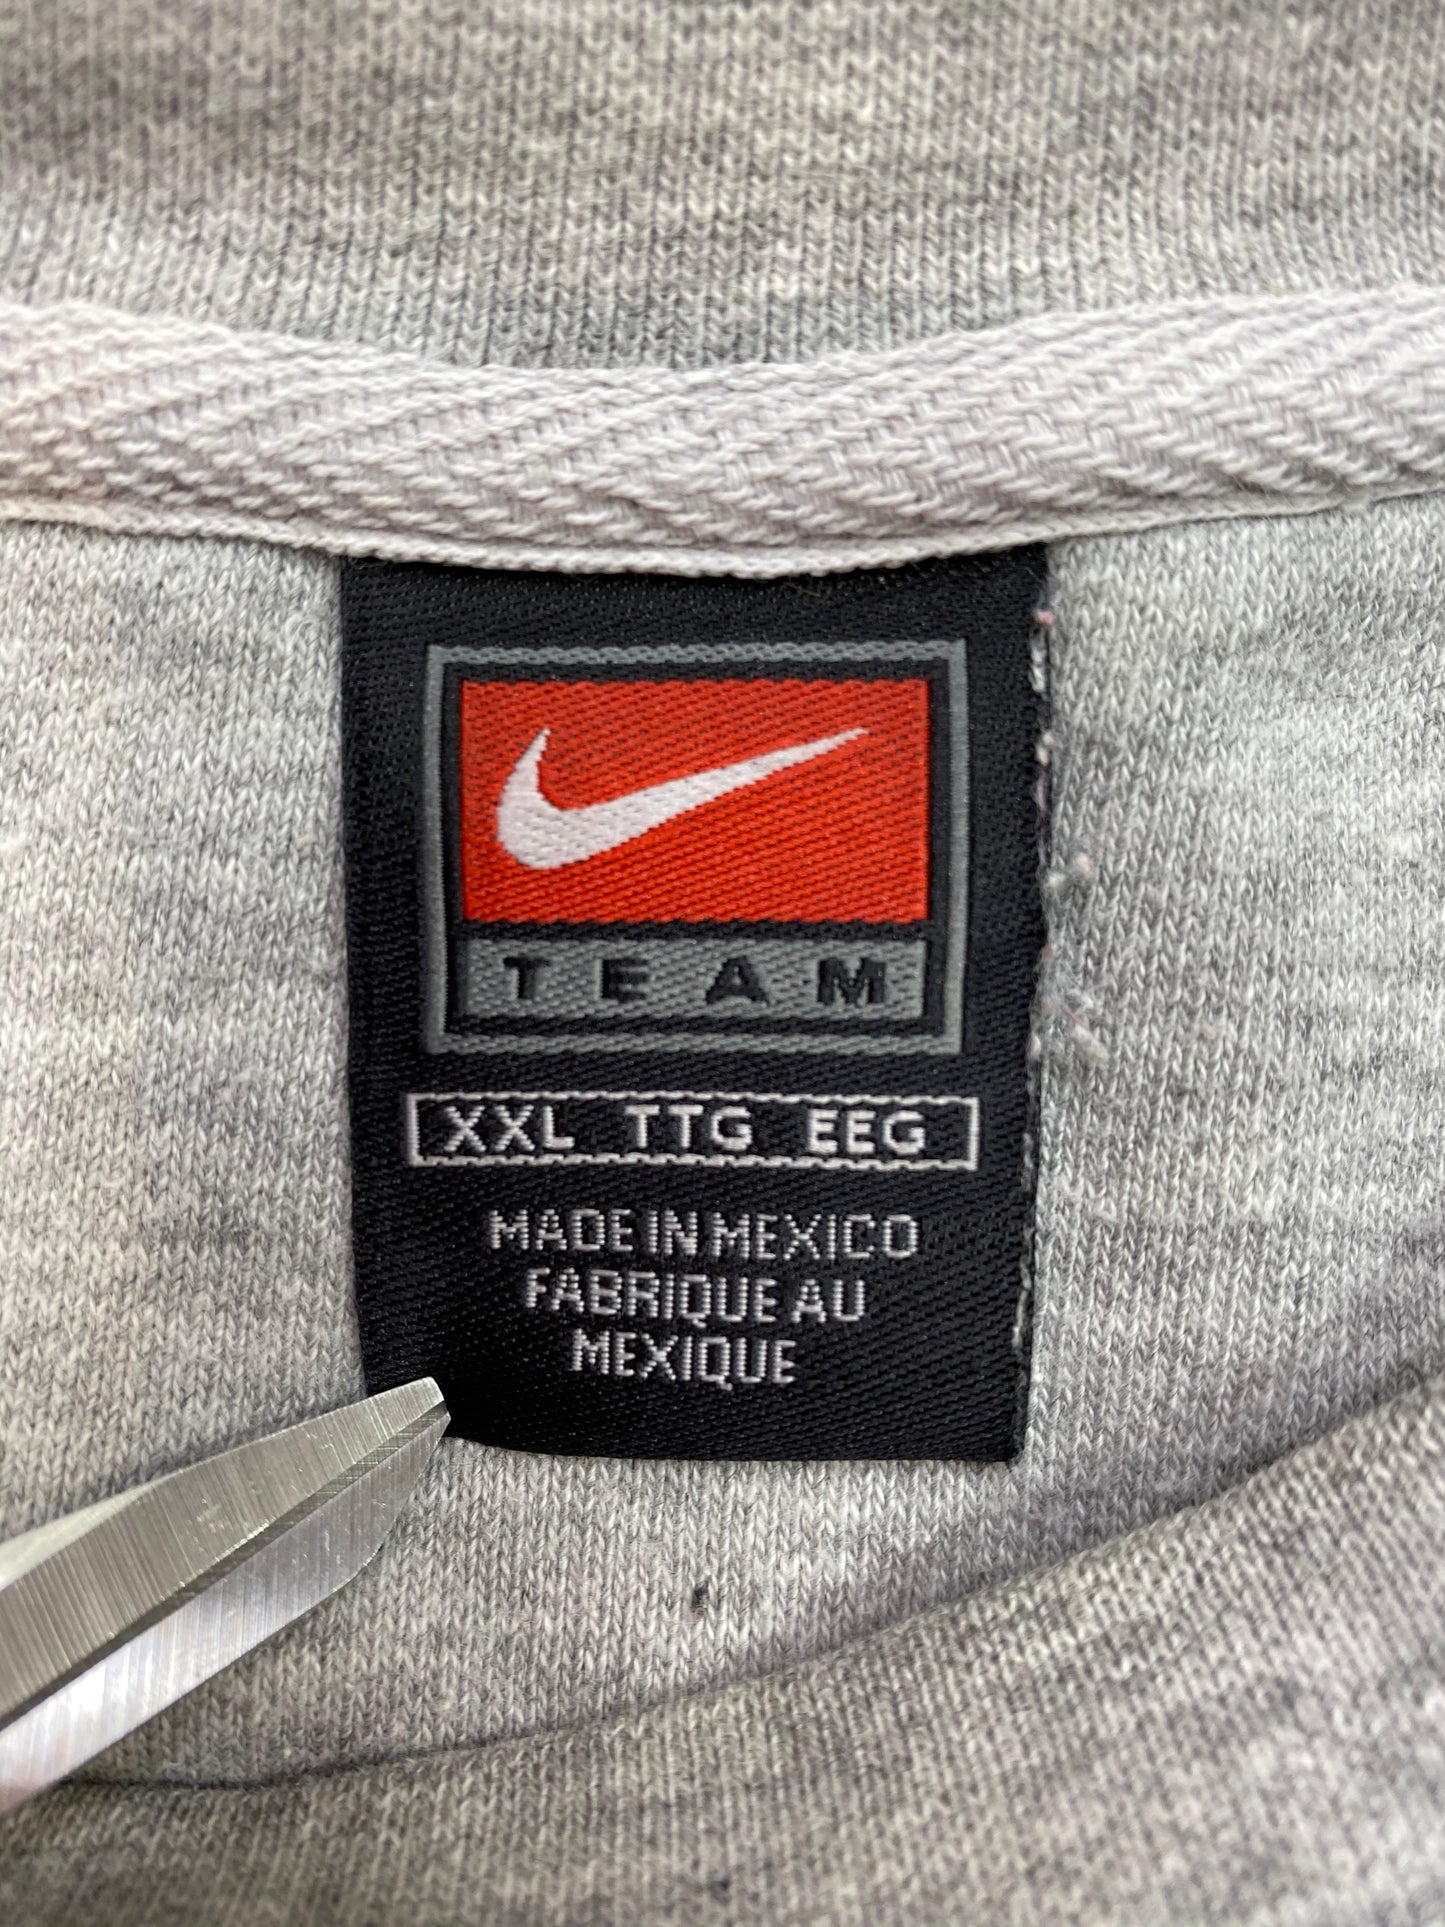 TEAM
XXL TTG EEG
MADE IN MEXICO
FABRIQUE AU
MEXIQUE